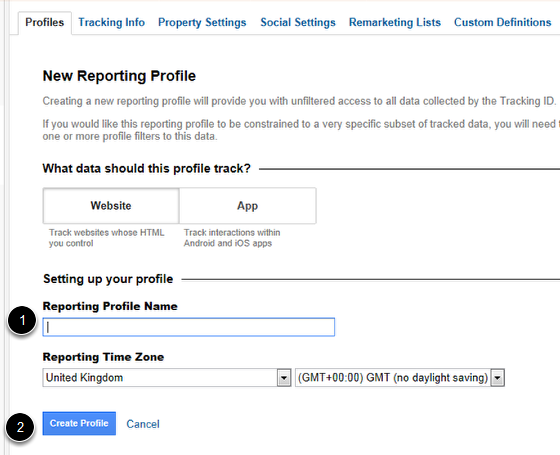 Profiles Tracking Info Property Settings Social Settings Remarketing Lists Custom Definitions
New Reporting Profile
Creating a new reporting profile will provide you with unfiltered access to all data collected by the Tracking ID.
If you would like this reporting profile to be constrained to a very specific subset of tracked data, you will need
one or more profile filters to this data.
What data should this profile track?
Website App
Track websites whose HTML you control
Track interactions within Android and iOS apps
Setting up your profile
1
Reporting Profile Name
Reporting Time Zone
United Kingdom (GMT+00:00) GMT (no daylight saving)
2
Create Profile Cancel